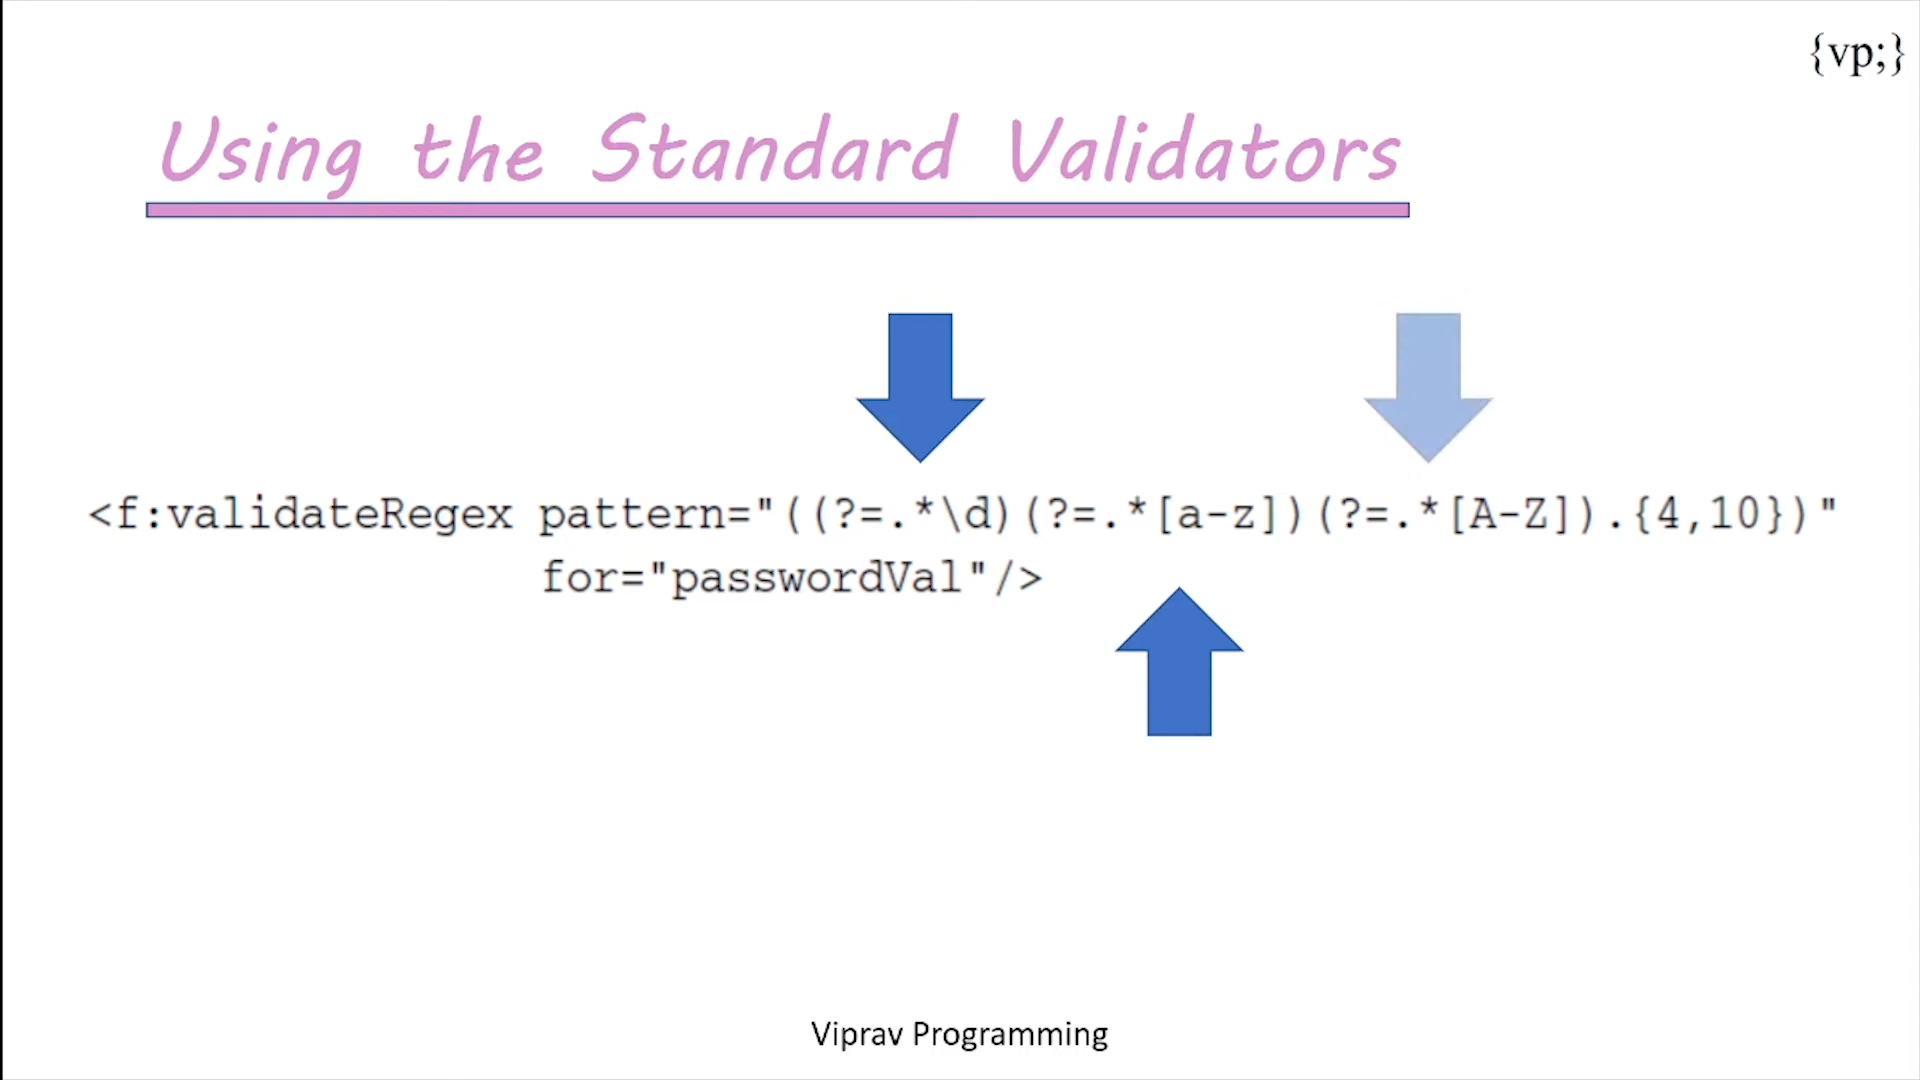 {vp;}
Using the Standard Validators
<f:validateRegex pattern="((?=.*\d)(?=.*[a-z])(?=.*[A-Z]).{4,10})"
for="passwordVal"/>
Viprav Programming